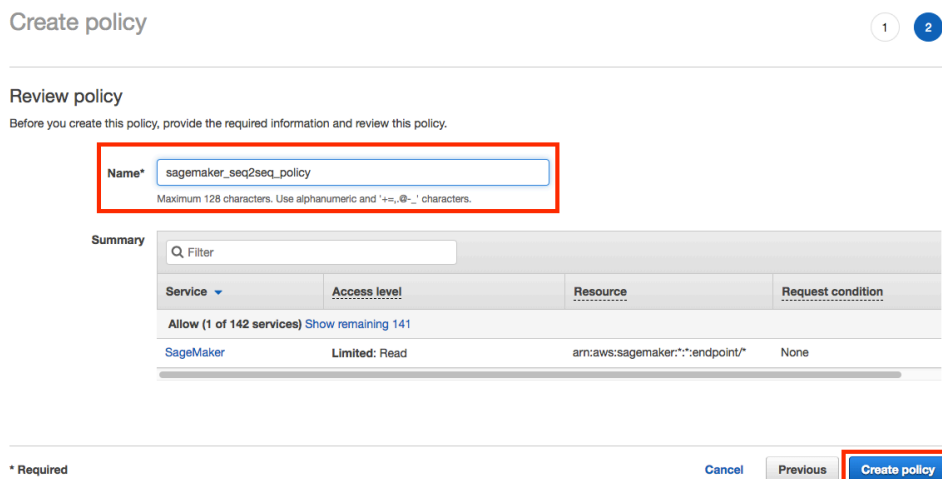 Create policy
1 2
Review policy
Before you create this policy, provide the required information and review this policy.
Name* sagemaker_seq2seq_policy
Maximum 128 characters. Use alphanumeric and '+=,.@-_' characters.
Summary
Filter
Service Access level Resource Request condition
Allow (1 of 142 services) Show remaining 141
SageMaker Limited: Read arn:aws:sagemaker:*:*:endpoint/* None
* Required Cancel Previous Create policy